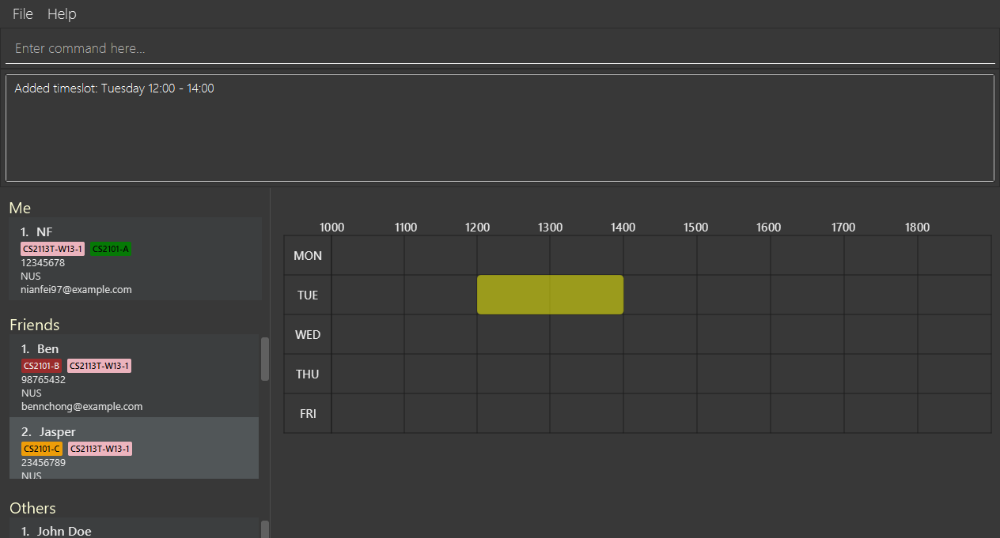 File Help
Enter command here...
Added timeslot: Tuesday 12:00 - 14:00
Me
1. NF
CS2113T-W13-1 CS2101-A
12345678
NUS
nianfei97@example.com
Friends
1. Ben
CS2101-B CS2113T-W13-1
98765432
NUS
bennchong@example.com
2. Jasper
CS2101-C CS2113T-W13-1
23456789
NUS
Others
1. John Doe
1000 1100 1200 1300 1400 1500 1600 1700 1800
MON
TUE
WED
THU
FRI